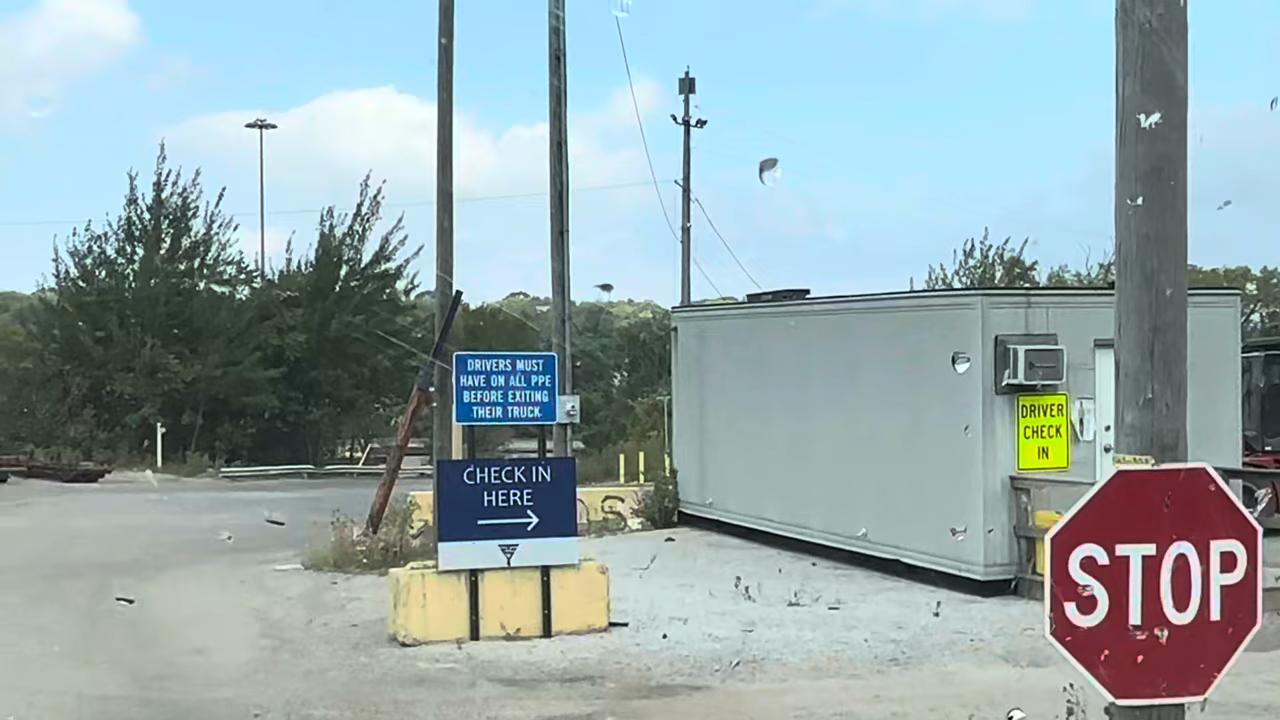 DRIVERS MUST
HAVE ON ALL PPE
BEFORE EXITING
THEIR TRUCK
CHECK IN
HERE
DRIVER
CHECK
IN
STOP